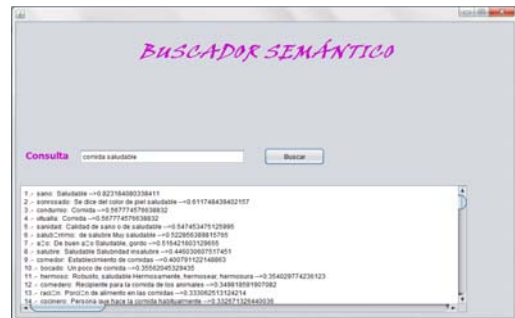 BUSCADOR SEMÁNTICO
Consulta comida saludable Buscar
1.- sano: Saludable -->0.823164080338411
2.- sonrosado: Se dice del color de piel saludable -->0.611748438402157
3.- condumio: Comida -->0.567774576638832
4.- vitualla: Comida -->0.567774576638832
5.- sanidad: Calidad de sano o de saludable -->0.547453475125995
6.- salub□rrimo: de salubre Muy saludable -->0.522956389815765
7.- a□o: De buen a□o Saludable, gordo -->0.516421603129655
8.- salubre: Saludable Salubridad insalubre -->0.446030607517451
9.- comedor: Establecimiento de comidas -->0.400791122148863
10.- bocado: Un poco de comida -->0.35562045329435
11.- hermoso: Robusto, saludable Hermosamente, hermosear, hermosura -->0.354029774236123
12.- comedero: Recipiente para la comida de los animales -->0.349818591907082
13.- raci□n: Porci□n de alimento en las comidas -->0.333062513124214
14.- cocinero: Persona que hace la comida habitualmente -->0.332671326440036